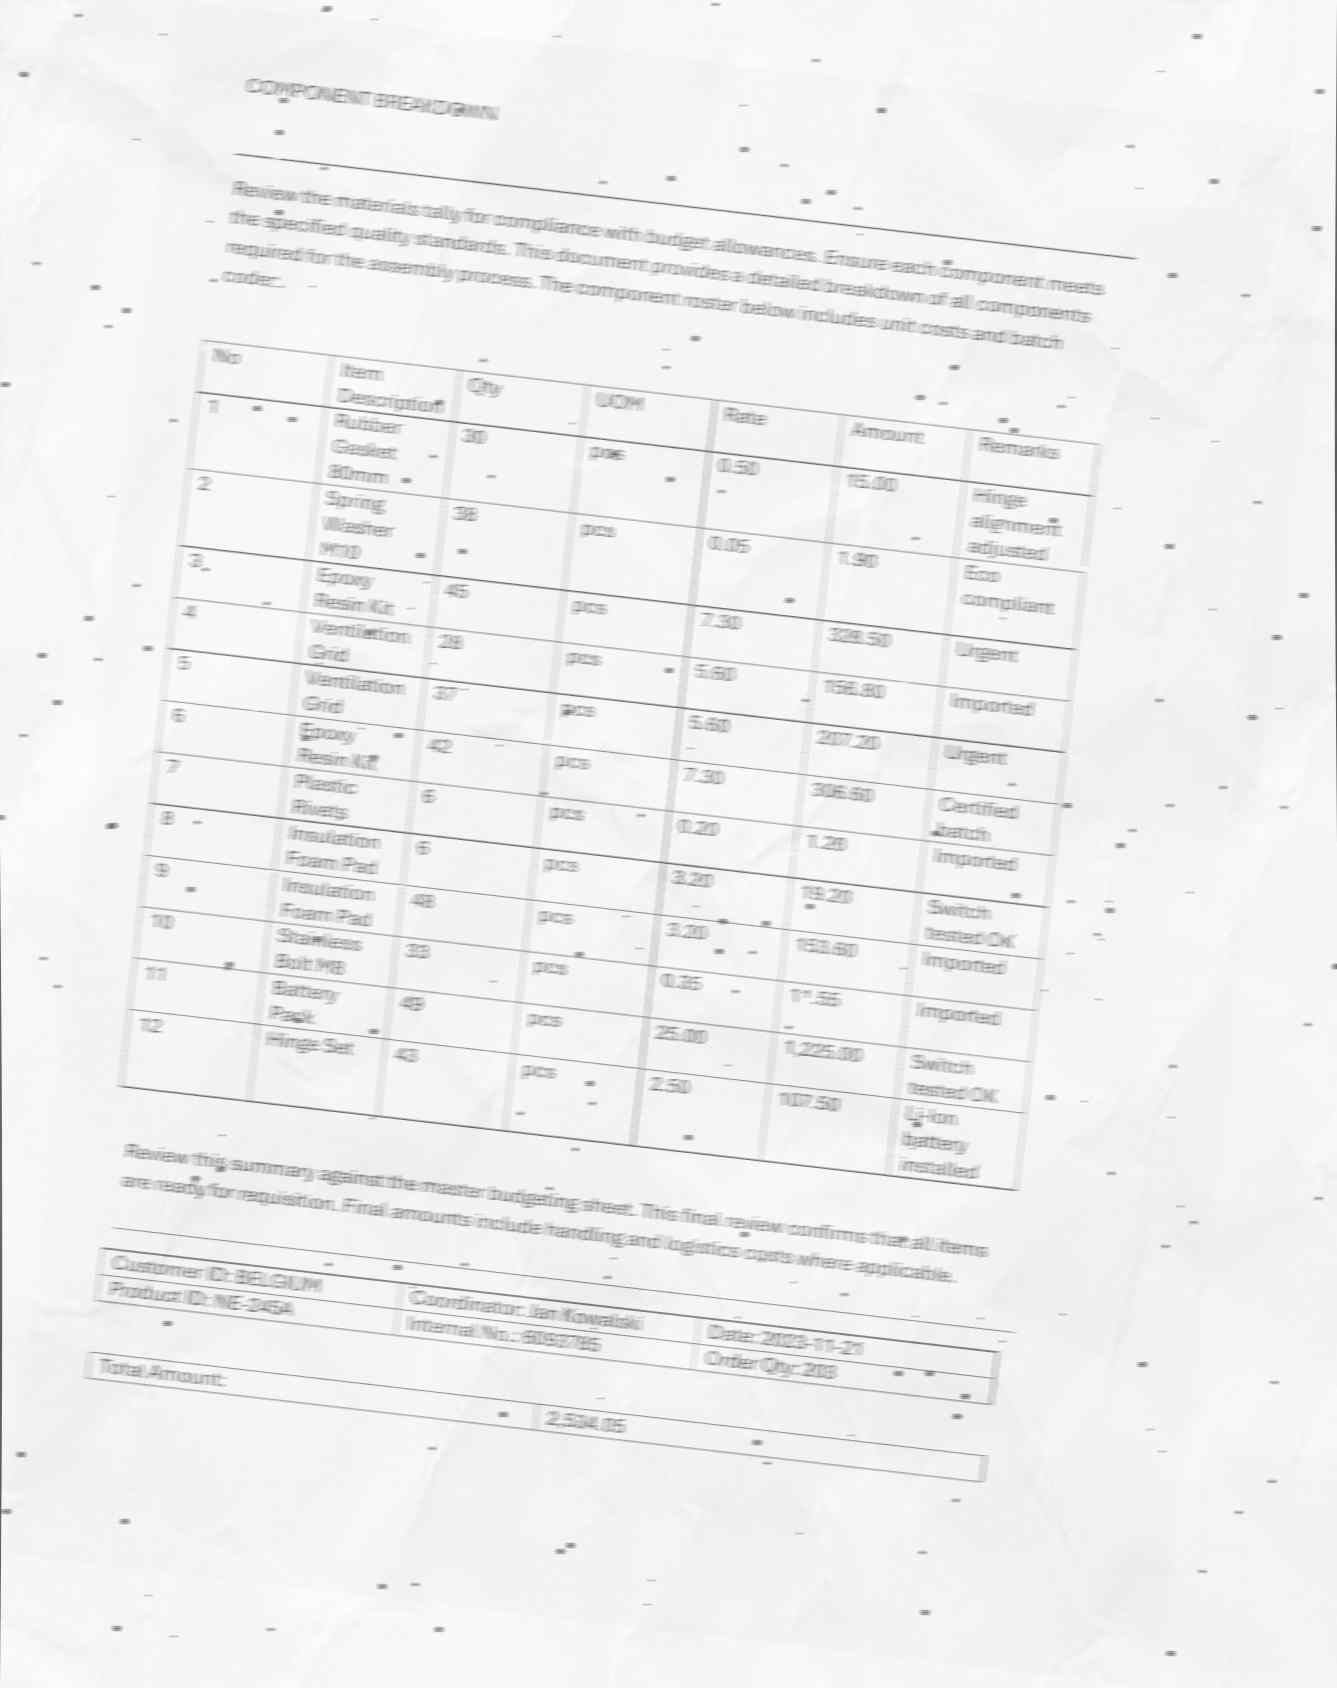 COMPONENT BREAKDOWN
Review the materials tally for compliance with budget allowances. Ensure each component meets
the specified quality standards. This document provides a detailed breakdown of all components
required for the assembly process. The component roster below includes unit costs and batch
codes:
No Item Description Qty UOM Rate Amount Remarks
1 Rubber Gasket 80mm 30 pcs 0.50 15.00 Hinge alignment adjusted
2 Spring Washer M10 38 pcs 0.05 1.90 Eco compliant
3 Epoxy Resin Kit 45 pcs 7.30 328.50 Urgent
4 Ventilation Grid 28 pcs 5.60 156.80 Imported
5 Ventilation Grid 37 pcs 5.60 207.20 Urgent
6 Epoxy Resin Kit 42 pcs 7.30 306.60 Certified batch
7 Plastic Rivets 6 pcs 0.20 1.20 Imported
8 Insulation Foam Pad 6 pcs 3.20 19.20 Switch tested OK
9 Insulation Foam Pad 48 pcs 3.20 153.60 Imported
10 Stainless Bolt M8 33 pcs 0.35 11.55 Imported
11 Battery Pack 49 pcs 25.00 1,225.00 Switch tested OK
12 Hinge Set 43 pcs 2.50 107.50 Li-Ion battery installed
Review this summary against the master budgeting sheet. This final review confirms that all items
are ready for requisition. Final amounts include handling and logistics costs where applicable.
Customer ID: BELGIUM Coordinator: Jan Kowalski Date: 2023-11-21
Product ID: NE-245A Internal No.: Order Qty: 203
Total Amount: 2,534.05